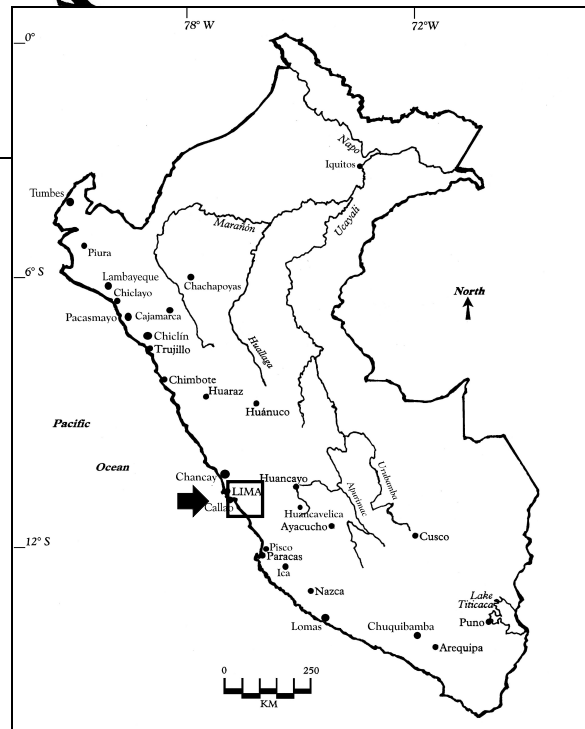 78° W
72° W
0°
Napo
Iquitos
Tumbes
Ucayali
Marañón
Piura
6° S
Lambayeque
Chachapoyas
Chiclayo
North
Pacasmayo
Cajamarca
Chiclín
Trujillo
Huallaga
Chimbote
Huaraz
Huánuco
Pacific
Ocean
Chancay
Huancayo
Urubamba
LIMA
Apurimac
Callao
Huancavelica
Ayacucho
Cusco
12° S
Pisco
Paracas
Ica
Nazca
Lake
Titicaca
Lomas
Chuquibamba
Puno
Arequipa
0
250
KM